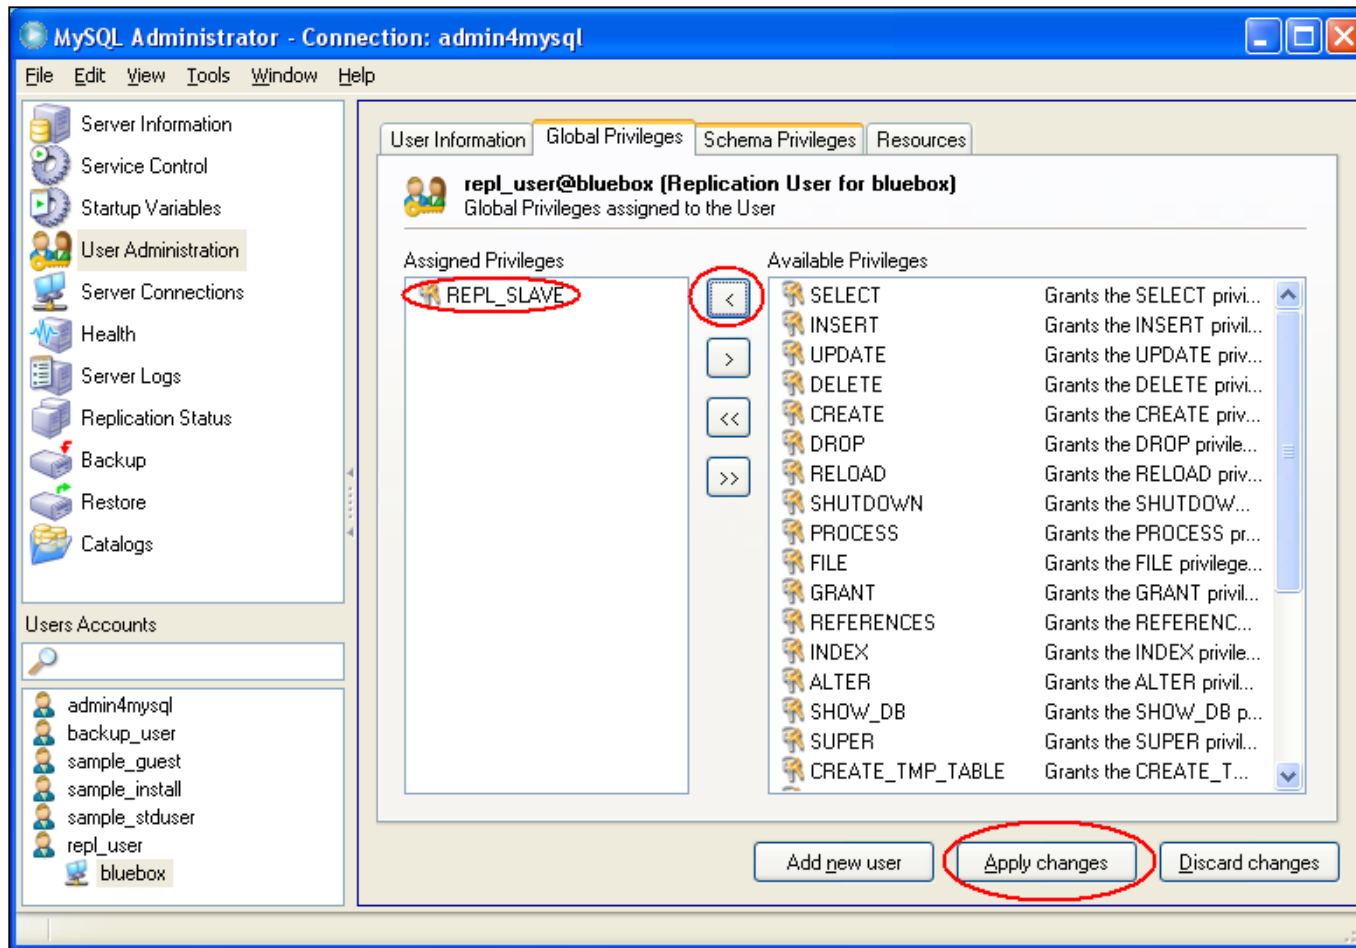 MySQL Administrator - Connection: admin4mysql
File Edit View Tools Window Help
Server Information
Service Control
Startup Variables
User Administration
Server Connections
Health
Server Logs
Replication Status
Backup
Restore
Catalogs
Users Accounts
admin4mysql
backup_user
sample_guest
sample_install
sample_stduser
repl_user
bluebox
User Information Global Privileges Schema Privileges Resources
repl_user@bluebox (Replication User for bluebox)
Global Privileges assigned to the User
Assigned Privileges
REPL_SLAVE
<
>
<<
>>
Available Privileges
SELECT Grants the SELECT privi...
INSERT Grants the INSERT privil...
UPDATE Grants the UPDATE priv...
DELETE Grants the DELETE privi...
CREATE Grants the CREATE priv...
DROP Grants the DROP privile...
RELOAD Grants the RELOAD priv...
SHUTDOWN Grants the SHUTDOW...
PROCESS Grants the PROCESS pr...
FILE Grants the FILE privilege...
GRANT Grants the GRANT privil...
REFERENCES Grants the REFERENC...
INDEX Grants the INDEX privile...
ALTER Grants the ALTER privil...
SHOW_DB Grants the SHOW_DB p...
SUPER Grants the SUPER privil...
CREATE_TMP_TABLE Grants the CREATE_T...
Add new user Apply changes Discard changes